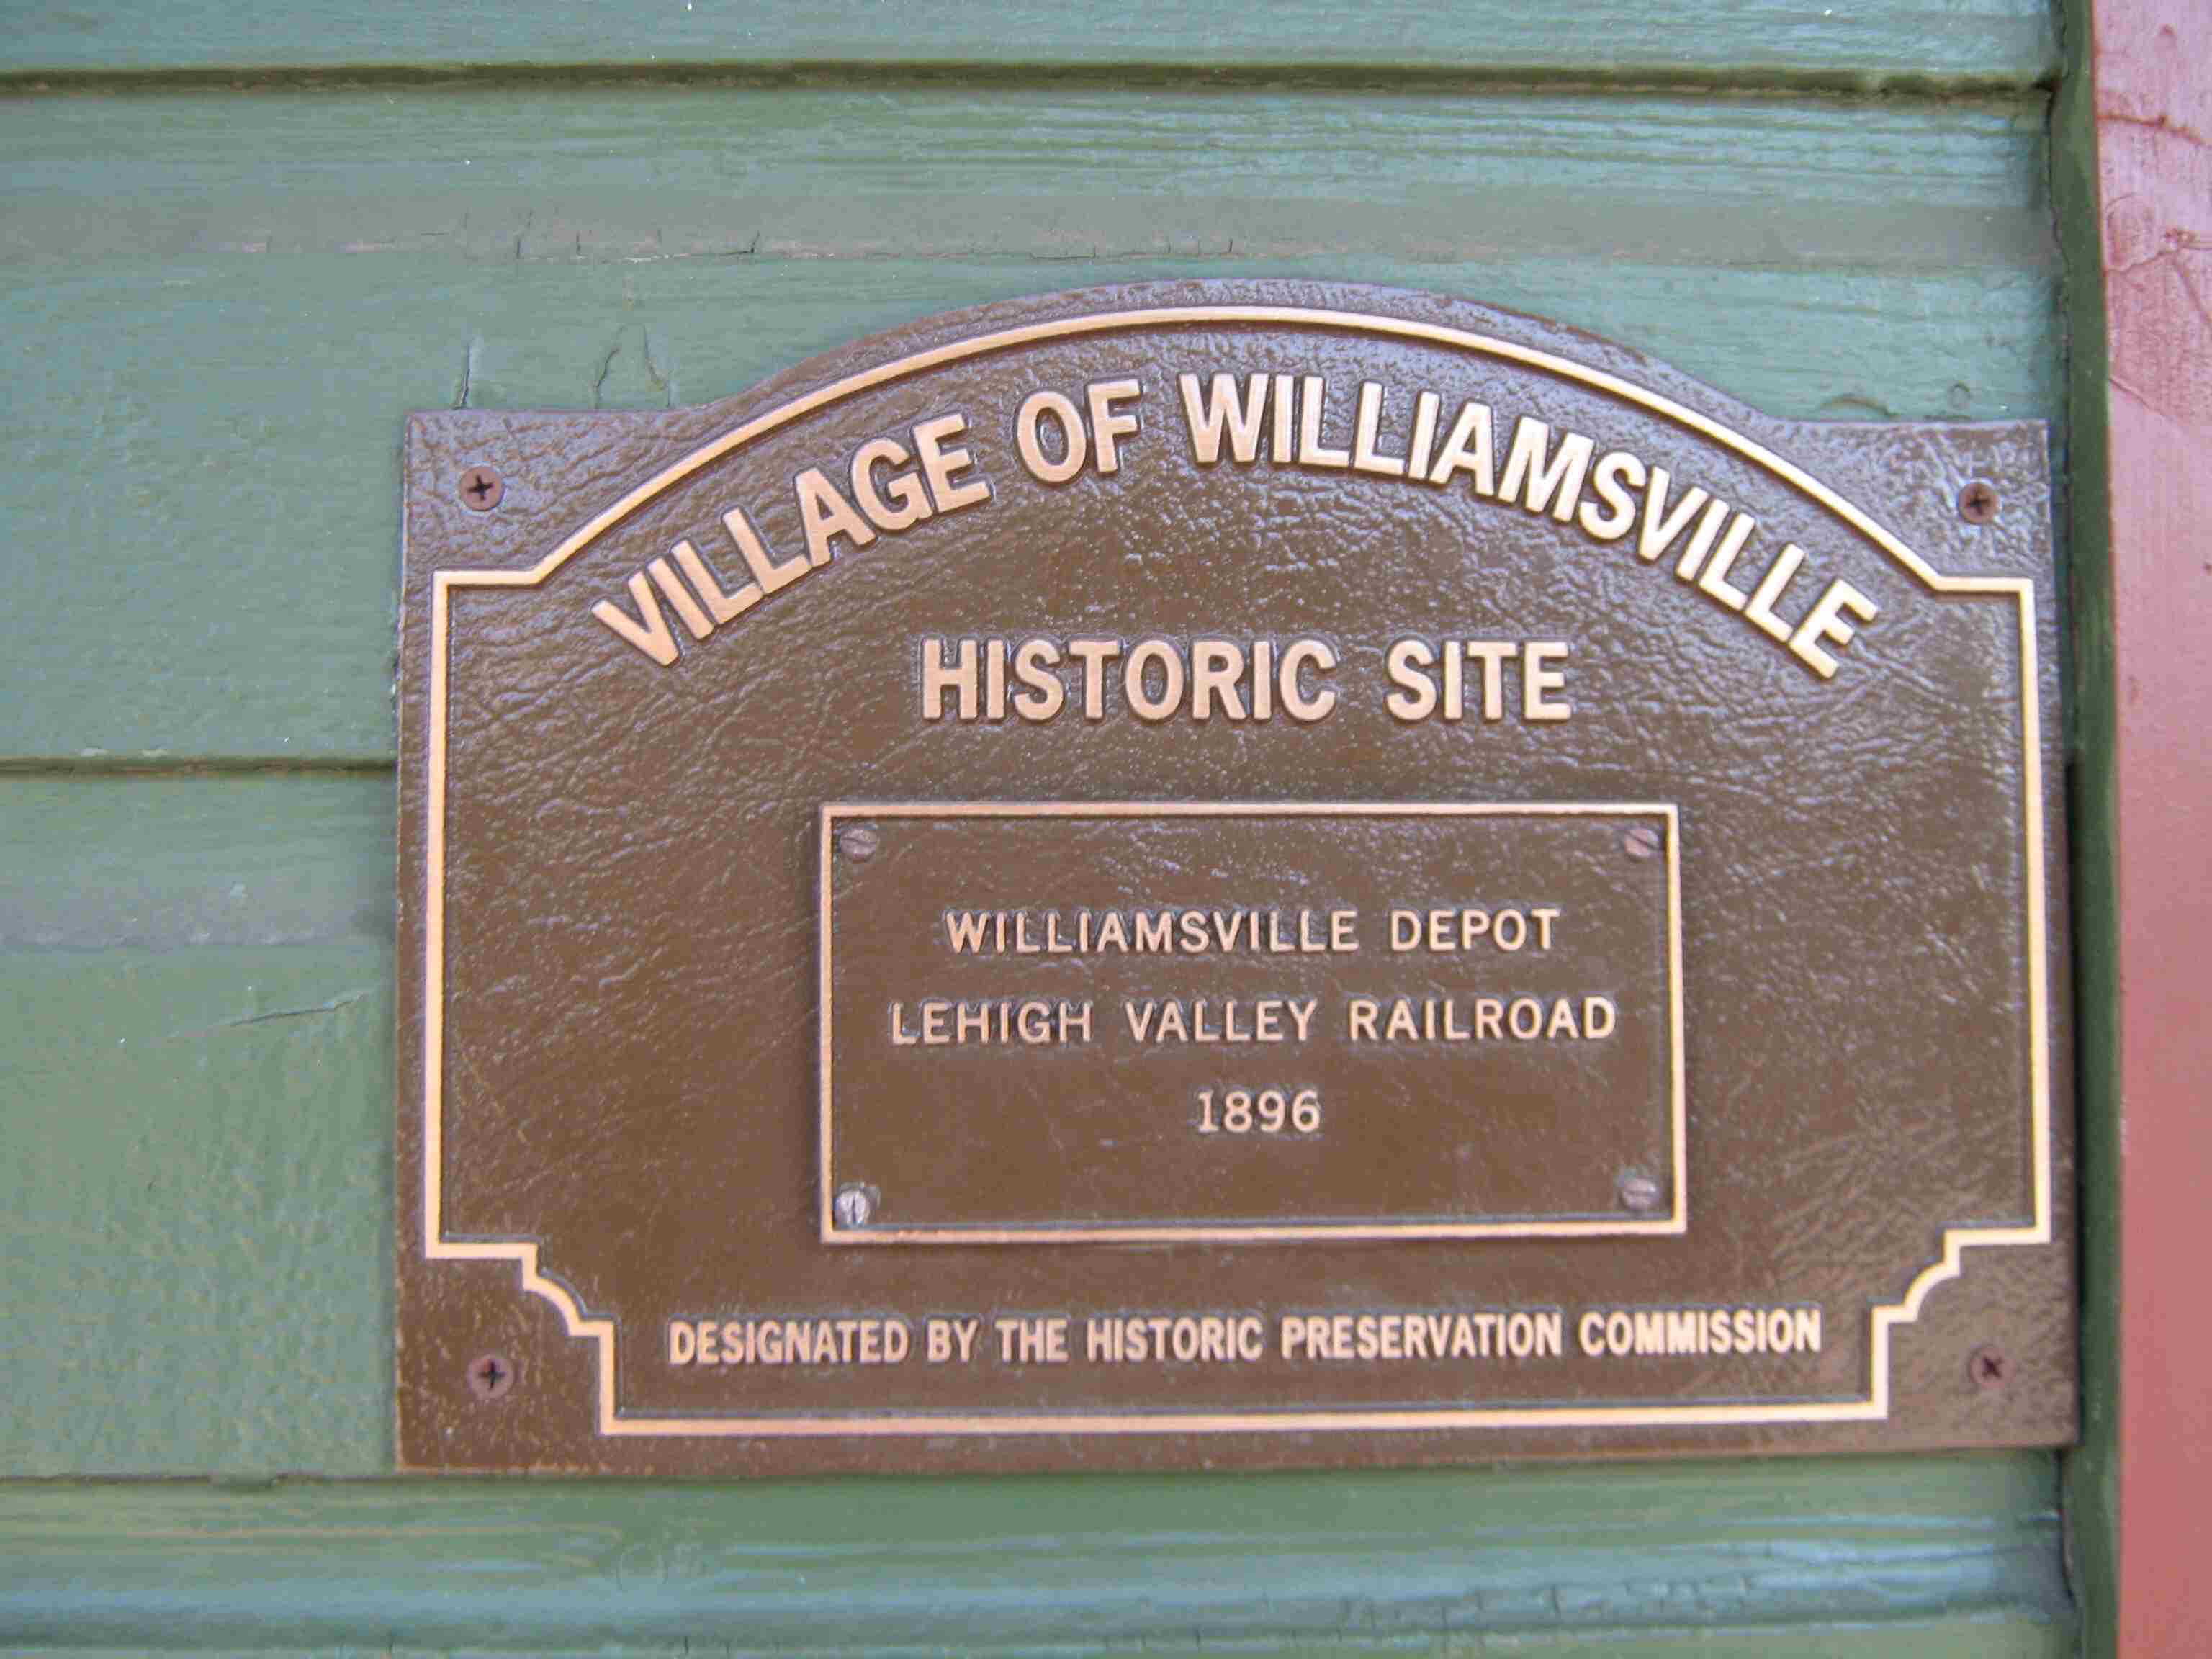 VILLAGE OF WILLIAMSVILLE
HISTORIC SITE
WILLIAMSVILLE DEPOT
LEHIGH VALLEY RAILROAD
1896
DESIGNATED BY THE HISTORIC PRESERVATION COMMISSION